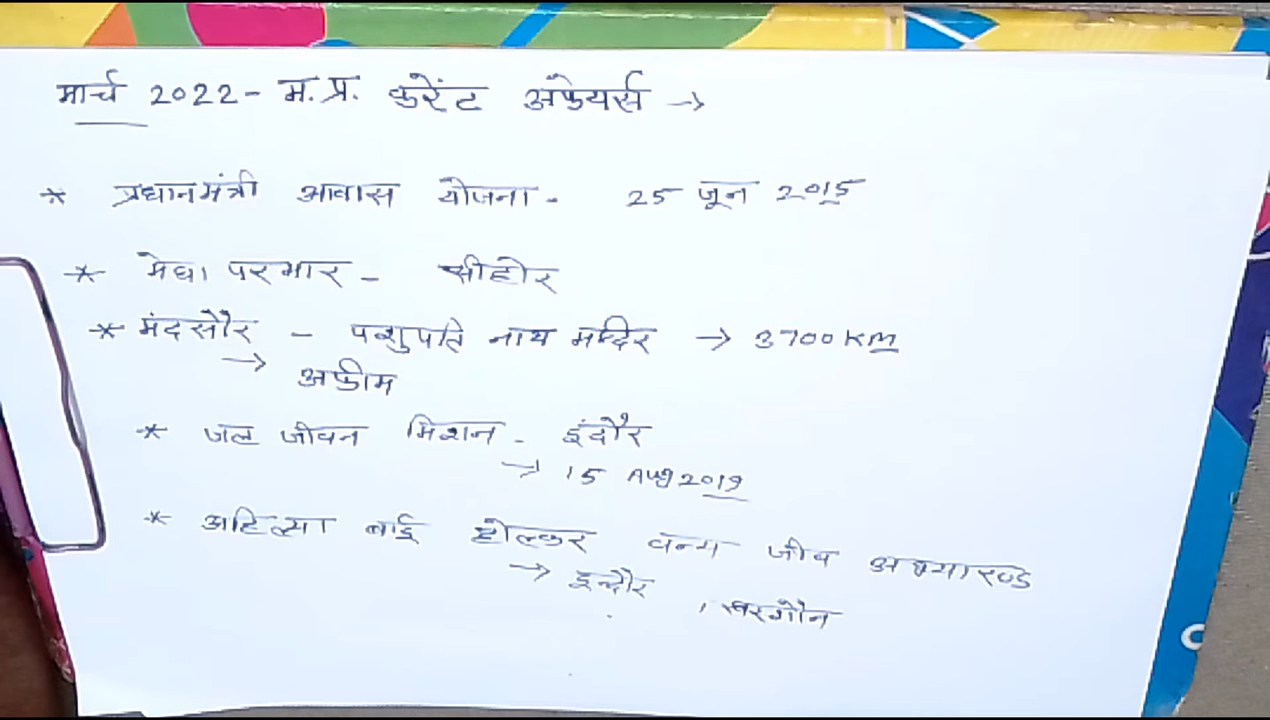 मार्च 2022 - म.प्र. करेंट अफेयर्स →
* प्रधानमंत्री आवास योजना - 25 जून 2015
* मेघा परमार - सीहोर
* मंदसौर - पशुपति नाथ मन्दिर → 3700 KM
→ अफीम
* जल जीवन मिशन - इंदौर
→ 15 Aug 2019
* अहिल्या बाई होल्कर वन्य जीव अभ्यारण्ड
→ इन्दौर , खरगौन
C